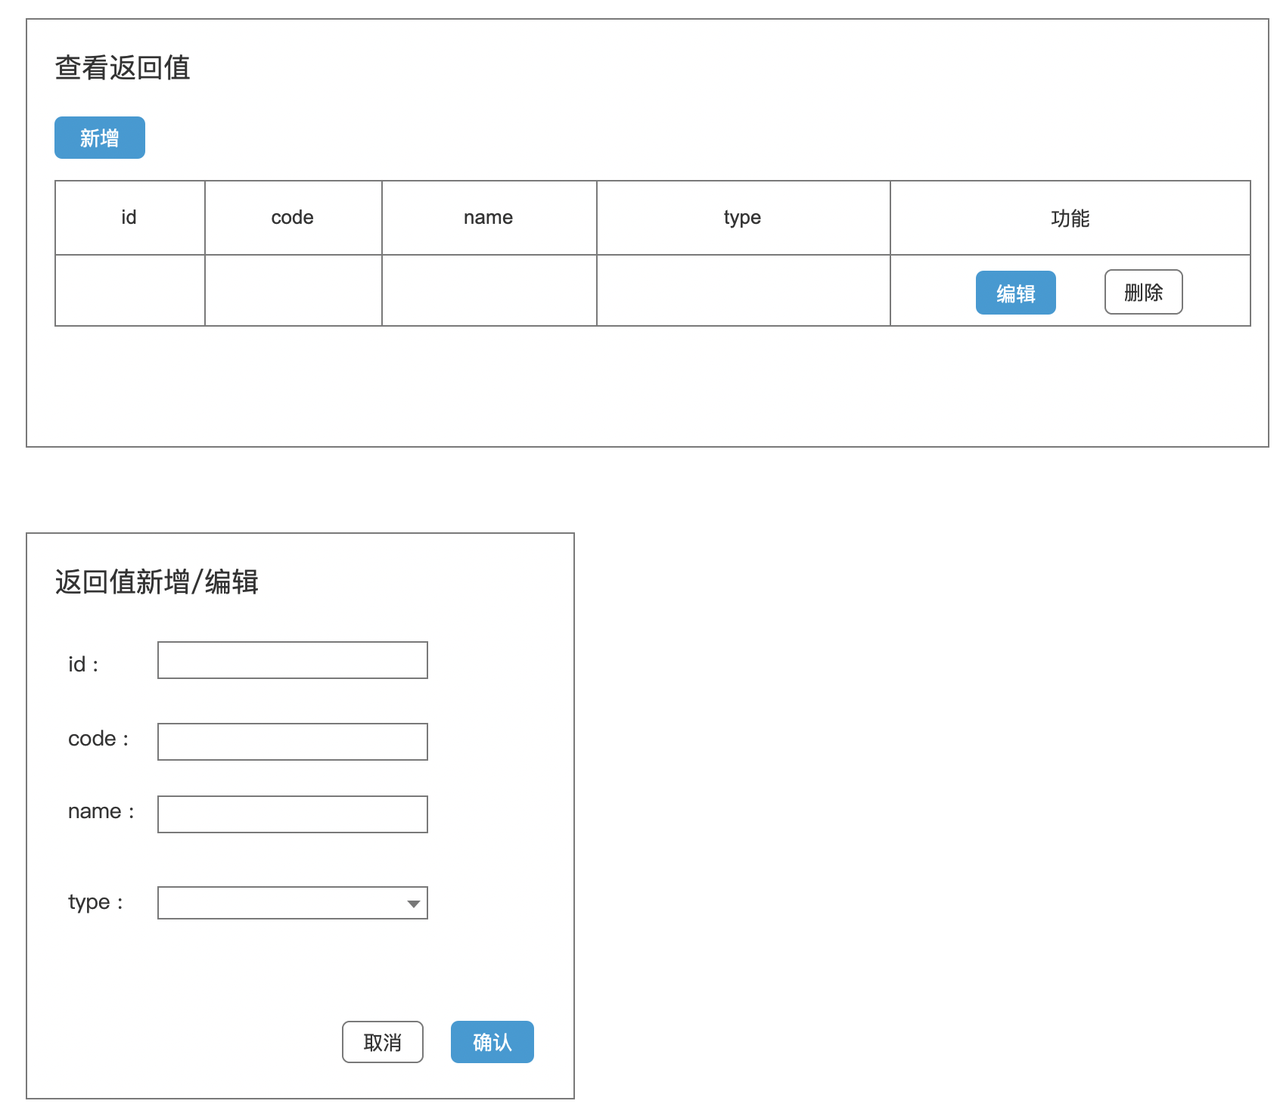 查看返回值
新增
id code name type 功能
编辑 删除
返回值新增/编辑
id：
code：
name：
type：
取消 确认